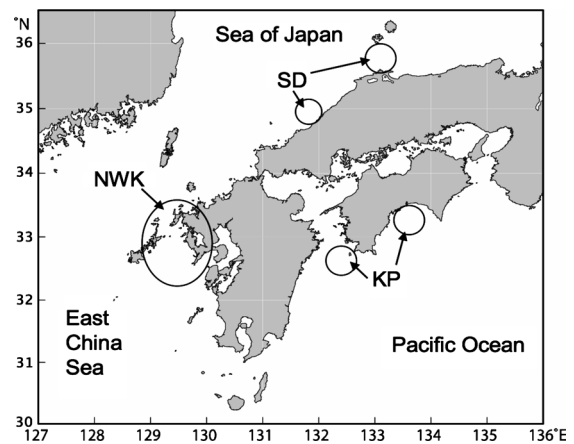 °N
36
35
34
33
32
31
30
127 128 129 130 131 132 133 134 135 136°E
Sea of Japan
SD
NWK
KP
East
China
Sea
Pacific Ocean